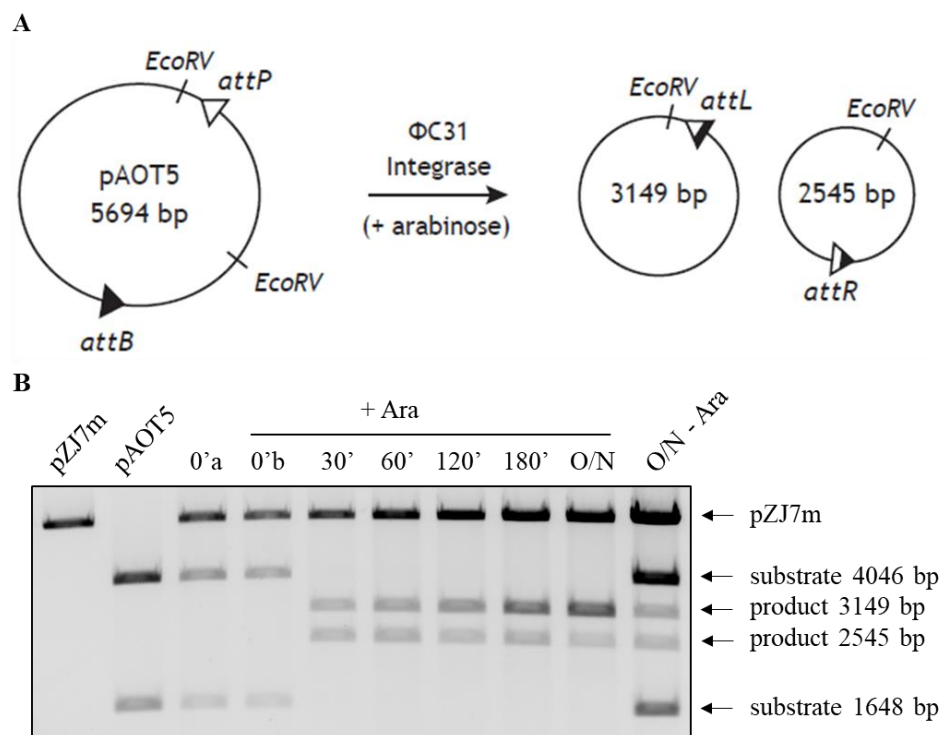 A
EcoRV
attP
pAOT5
5694 bp
EcoRV
attB
ΦC31
Integrase
(+ arabinose)
EcoRV
attL
3149 bp
EcoRV
2545 bp
attR
B
pZJ7m
pAOT5
+ Ara
0'a
0'b
30'
60'
120'
180'
O/N
O/N - Ara
pZJ7m
substrate 4046 bp
product 3149 bp
product 2545 bp
substrate 1648 bp